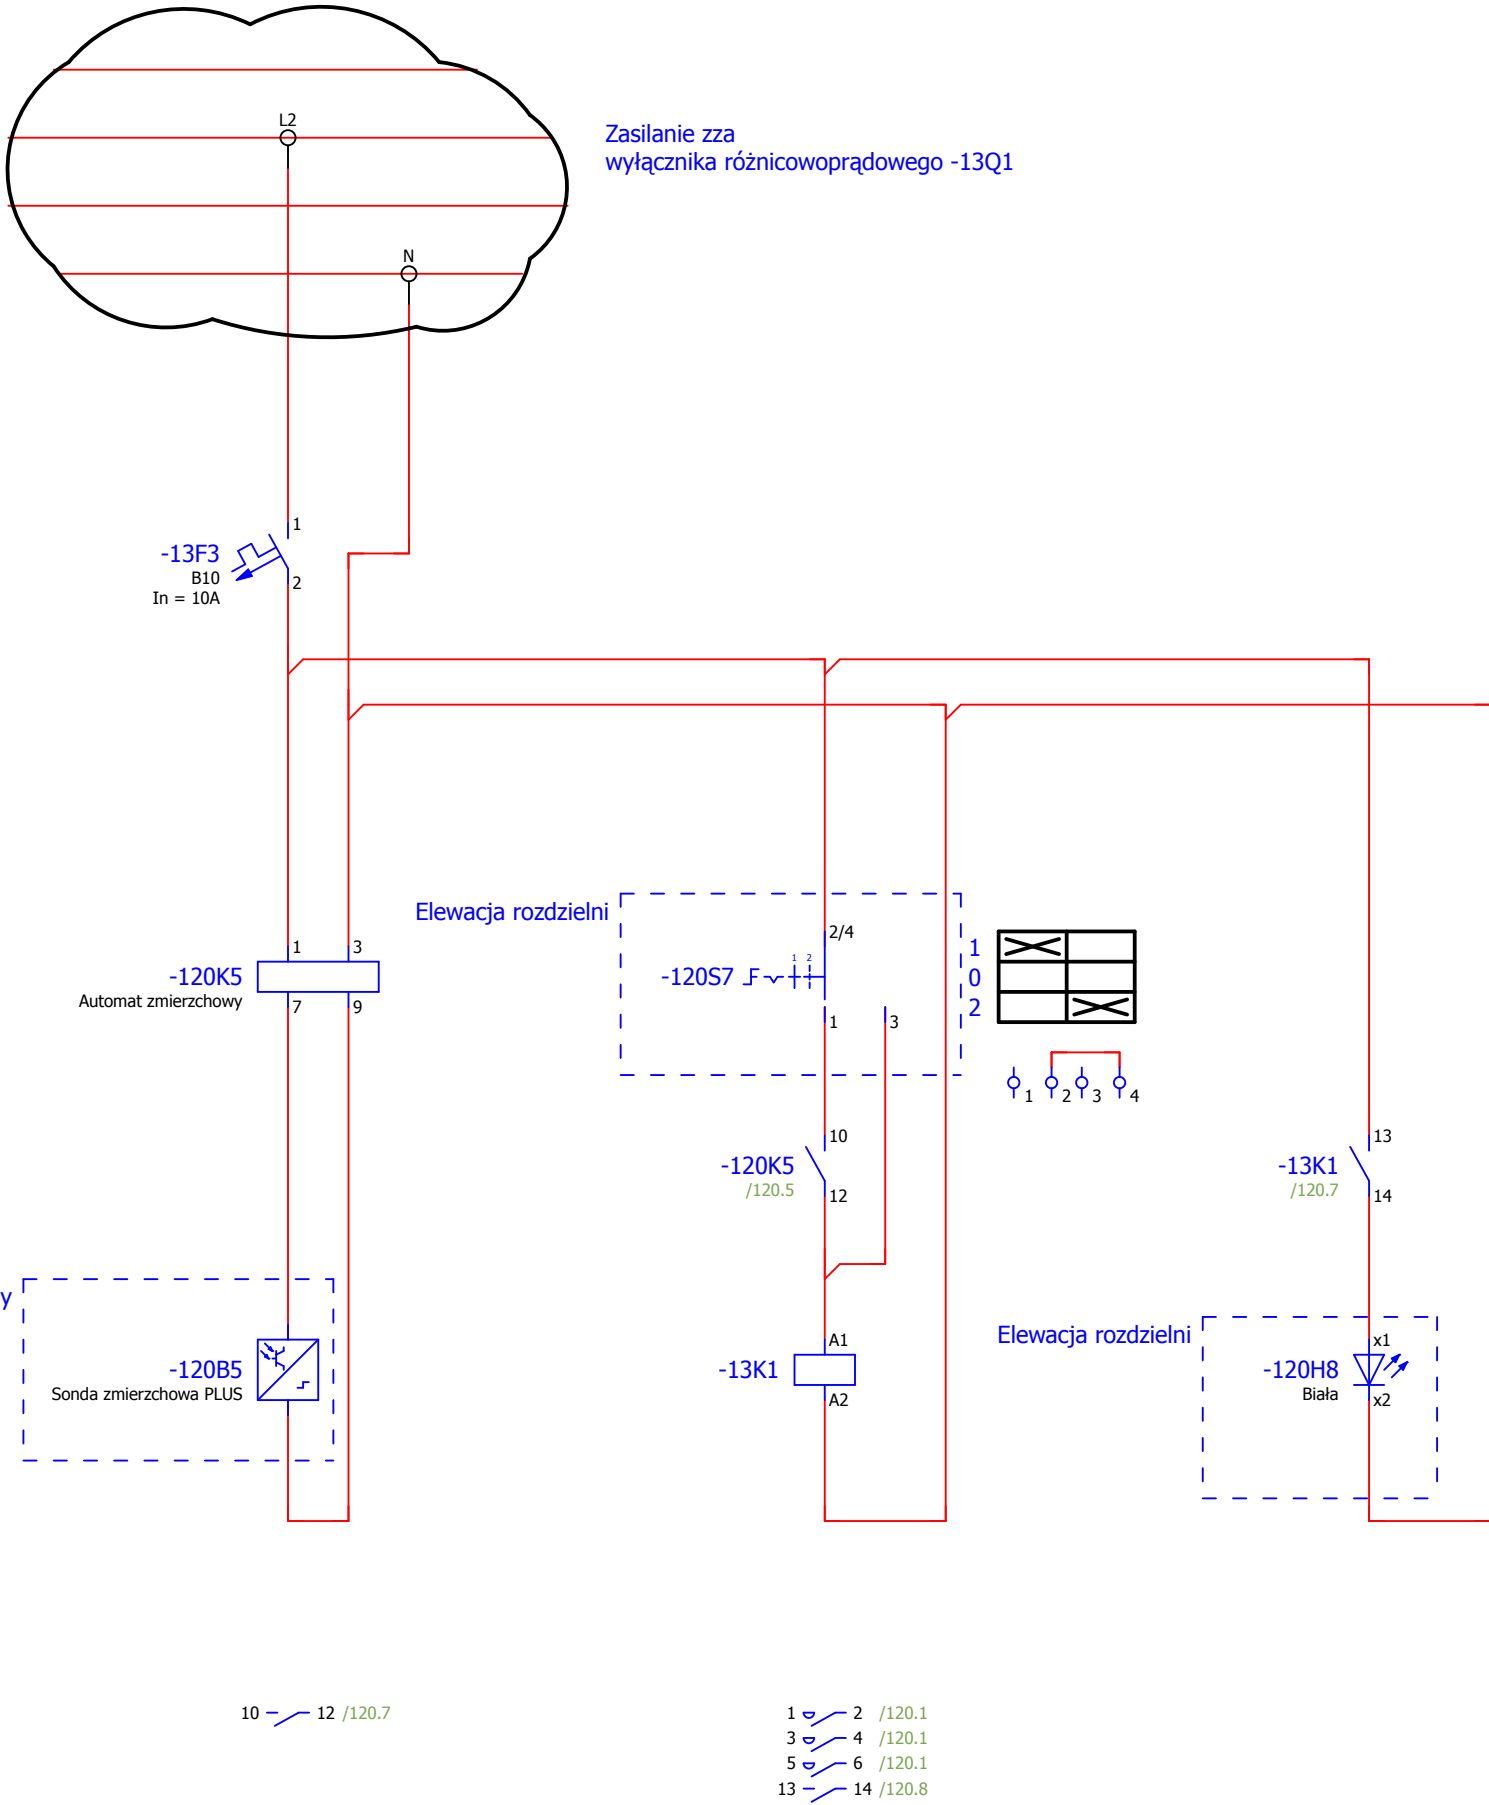 L2
Zasilanie zza
wyłącznika różnicowoprądowego -13Q1
N
1
-13F3
B10
In = 10A
2
Elewacja rozdzielni
2/4
1
0
2
1 2
-120S7
1
3
1
2
3
4
1
3
-120K5
Automat zmierzchowy
7
9
10
-120K5
/120.5
12
13
-13K1
/120.7
14
y
-120B5
Sonda zmierzchowa PLUS
A1
-13K1
A2
Elewacja rozdzielni
x1
-120H8
Biała
x2
10 12 /120.7
1 2 /120.1
3 4 /120.1
5 6 /120.1
13 14 /120.8